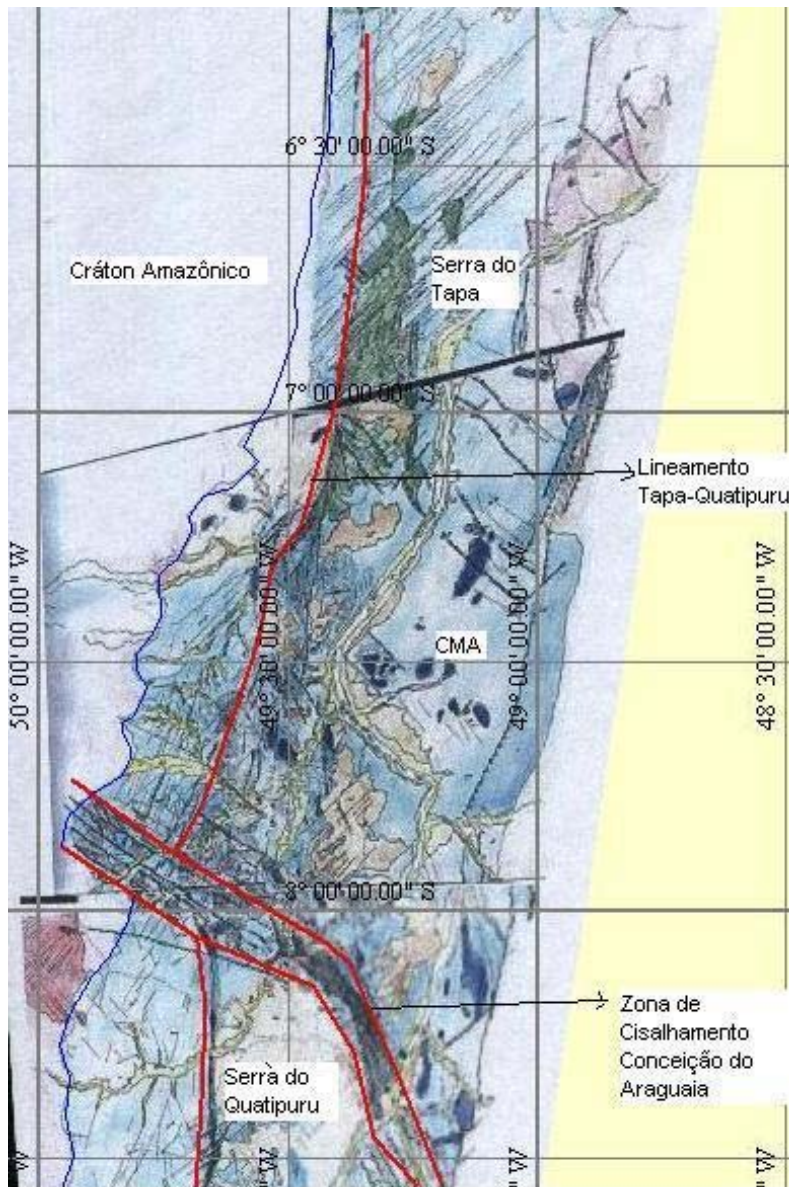 6° 30' 00.00" S
Cráton Amazônico
Serra do
Tapa
7° 00' 00.00" S
Lineamento
Tapa-Quatipuru
50° 00' 00.00" W
49° 30' 00.00" W
49° 00' 00.00" W
48° 30' 00.00" W
CMA
8° 00' 00.00" S
Zona de
Cisalhamento
Conceição do
Araguaia
Serra do
Quatipuru
W
W
W